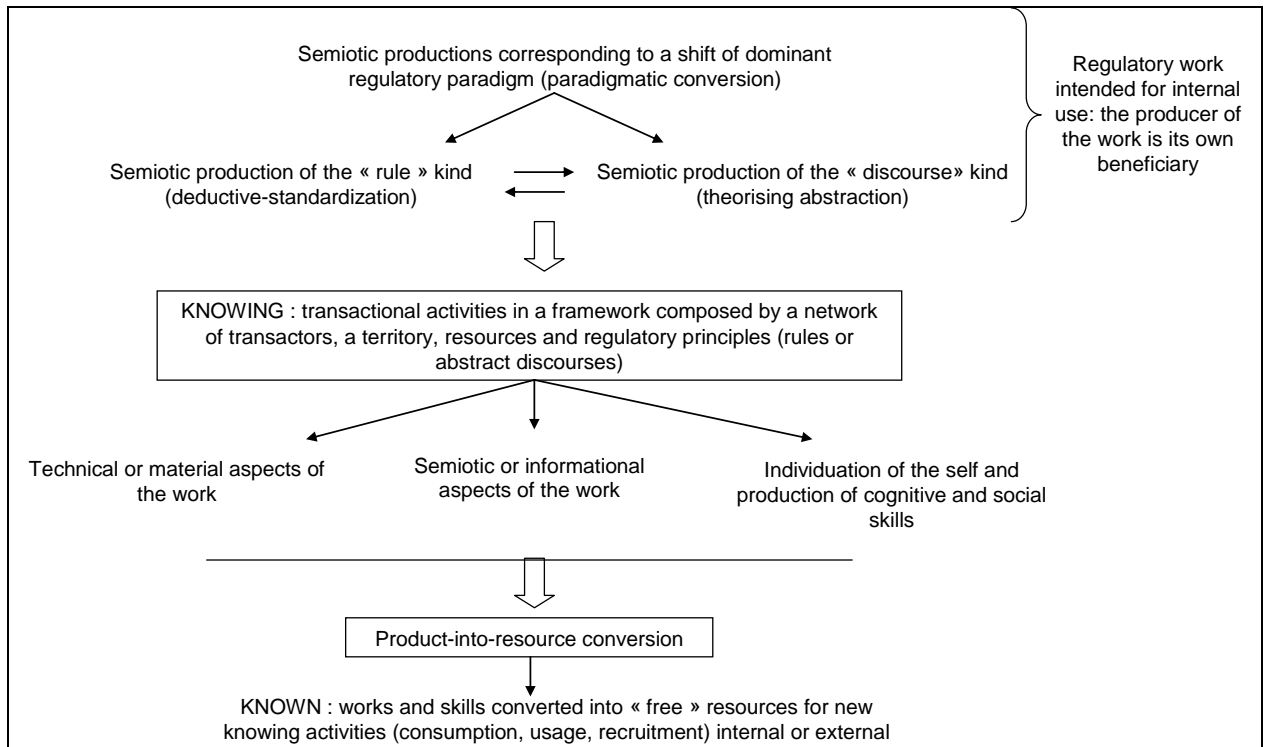 Semiotic productions corresponding to a shift of dominant
regulatory paradigm (paradigmatic conversion)
Regulatory work
intended for internal
use: the producer of
the work is its own
beneficiary
Semiotic production of the « rule » kind
(deductive-standardization)
Semiotic production of the « discourse» kind
(theorising abstraction)
KNOWING : transactional activities in a framework composed by a network
of transactors, a territory, resources and regulatory principles (rules or
abstract discourses)
Technical or material aspects of
the work
Semiotic or informational
aspects of the work
Individuation of the self and
production of cognitive and social
skills
Product-into-resource conversion
KNOWN : works and skills converted into « free » resources for new
knowing activities (consumption, usage, recruitment) internal or external